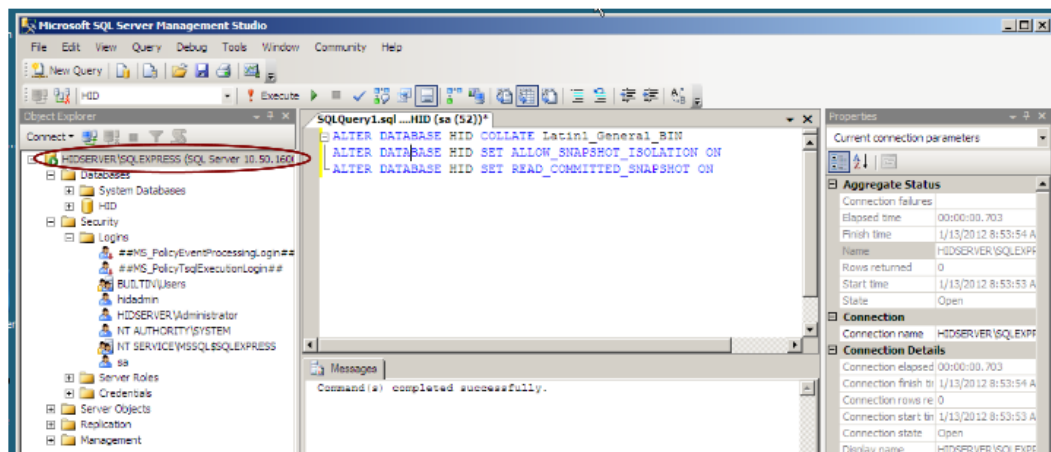 Microsoft SQL Server Management Studio
File Edit View Query Debug Tools Window Community Help
New Query
HID Execute
Object Explorer
Connect
HIDSERVER\SQLEXPRESS (SQL Server 10.50.160
Databases
System Databases
HID
Security
Logins
##MS_PolicyEventProcessingLogin##
##MS_PolicyTsqlExecutionLogin##
BUILTIN\Users
hidadmin
HIDSERVER\Administrator
NT AUTHORITY\SYSTEM
NT SERVICE\MSSQL$SQLEXPRESS
sa
Server Roles
Credentials
Server Objects
Replication
Management
SQLQuery1.sql ....HID (sa (52))*
ALTER DATABASE HID COLLATE Latin1_General_BIN
ALTER DATABASE HID SET ALLOW_SNAPSHOT_ISOLATION ON
ALTER DATABASE HID SET READ_COMMITTED_SNAPSHOT ON
Messages
Command(s) completed successfully.
Properties
Current connection parameters
Aggregate Status
Connection failures
Elapsed time 00:00:00.703
Finish time 1/13/2012 8:53:54 A
Name HIDSERVER\SQLEXPR
Rows returned 0
Start time 1/13/2012 8:53:53 A
State Open
Connection
Connection name HIDSERVER\SQLEXPR
Connection Details
Connection elapsed 00:00:00.703
Connection finish ti 1/13/2012 8:53:54 A
Connection rows re 0
Connection start tin 1/13/2012 8:53:53 A
Connection state Open
Display name HIDSERVER\SQLEXPR